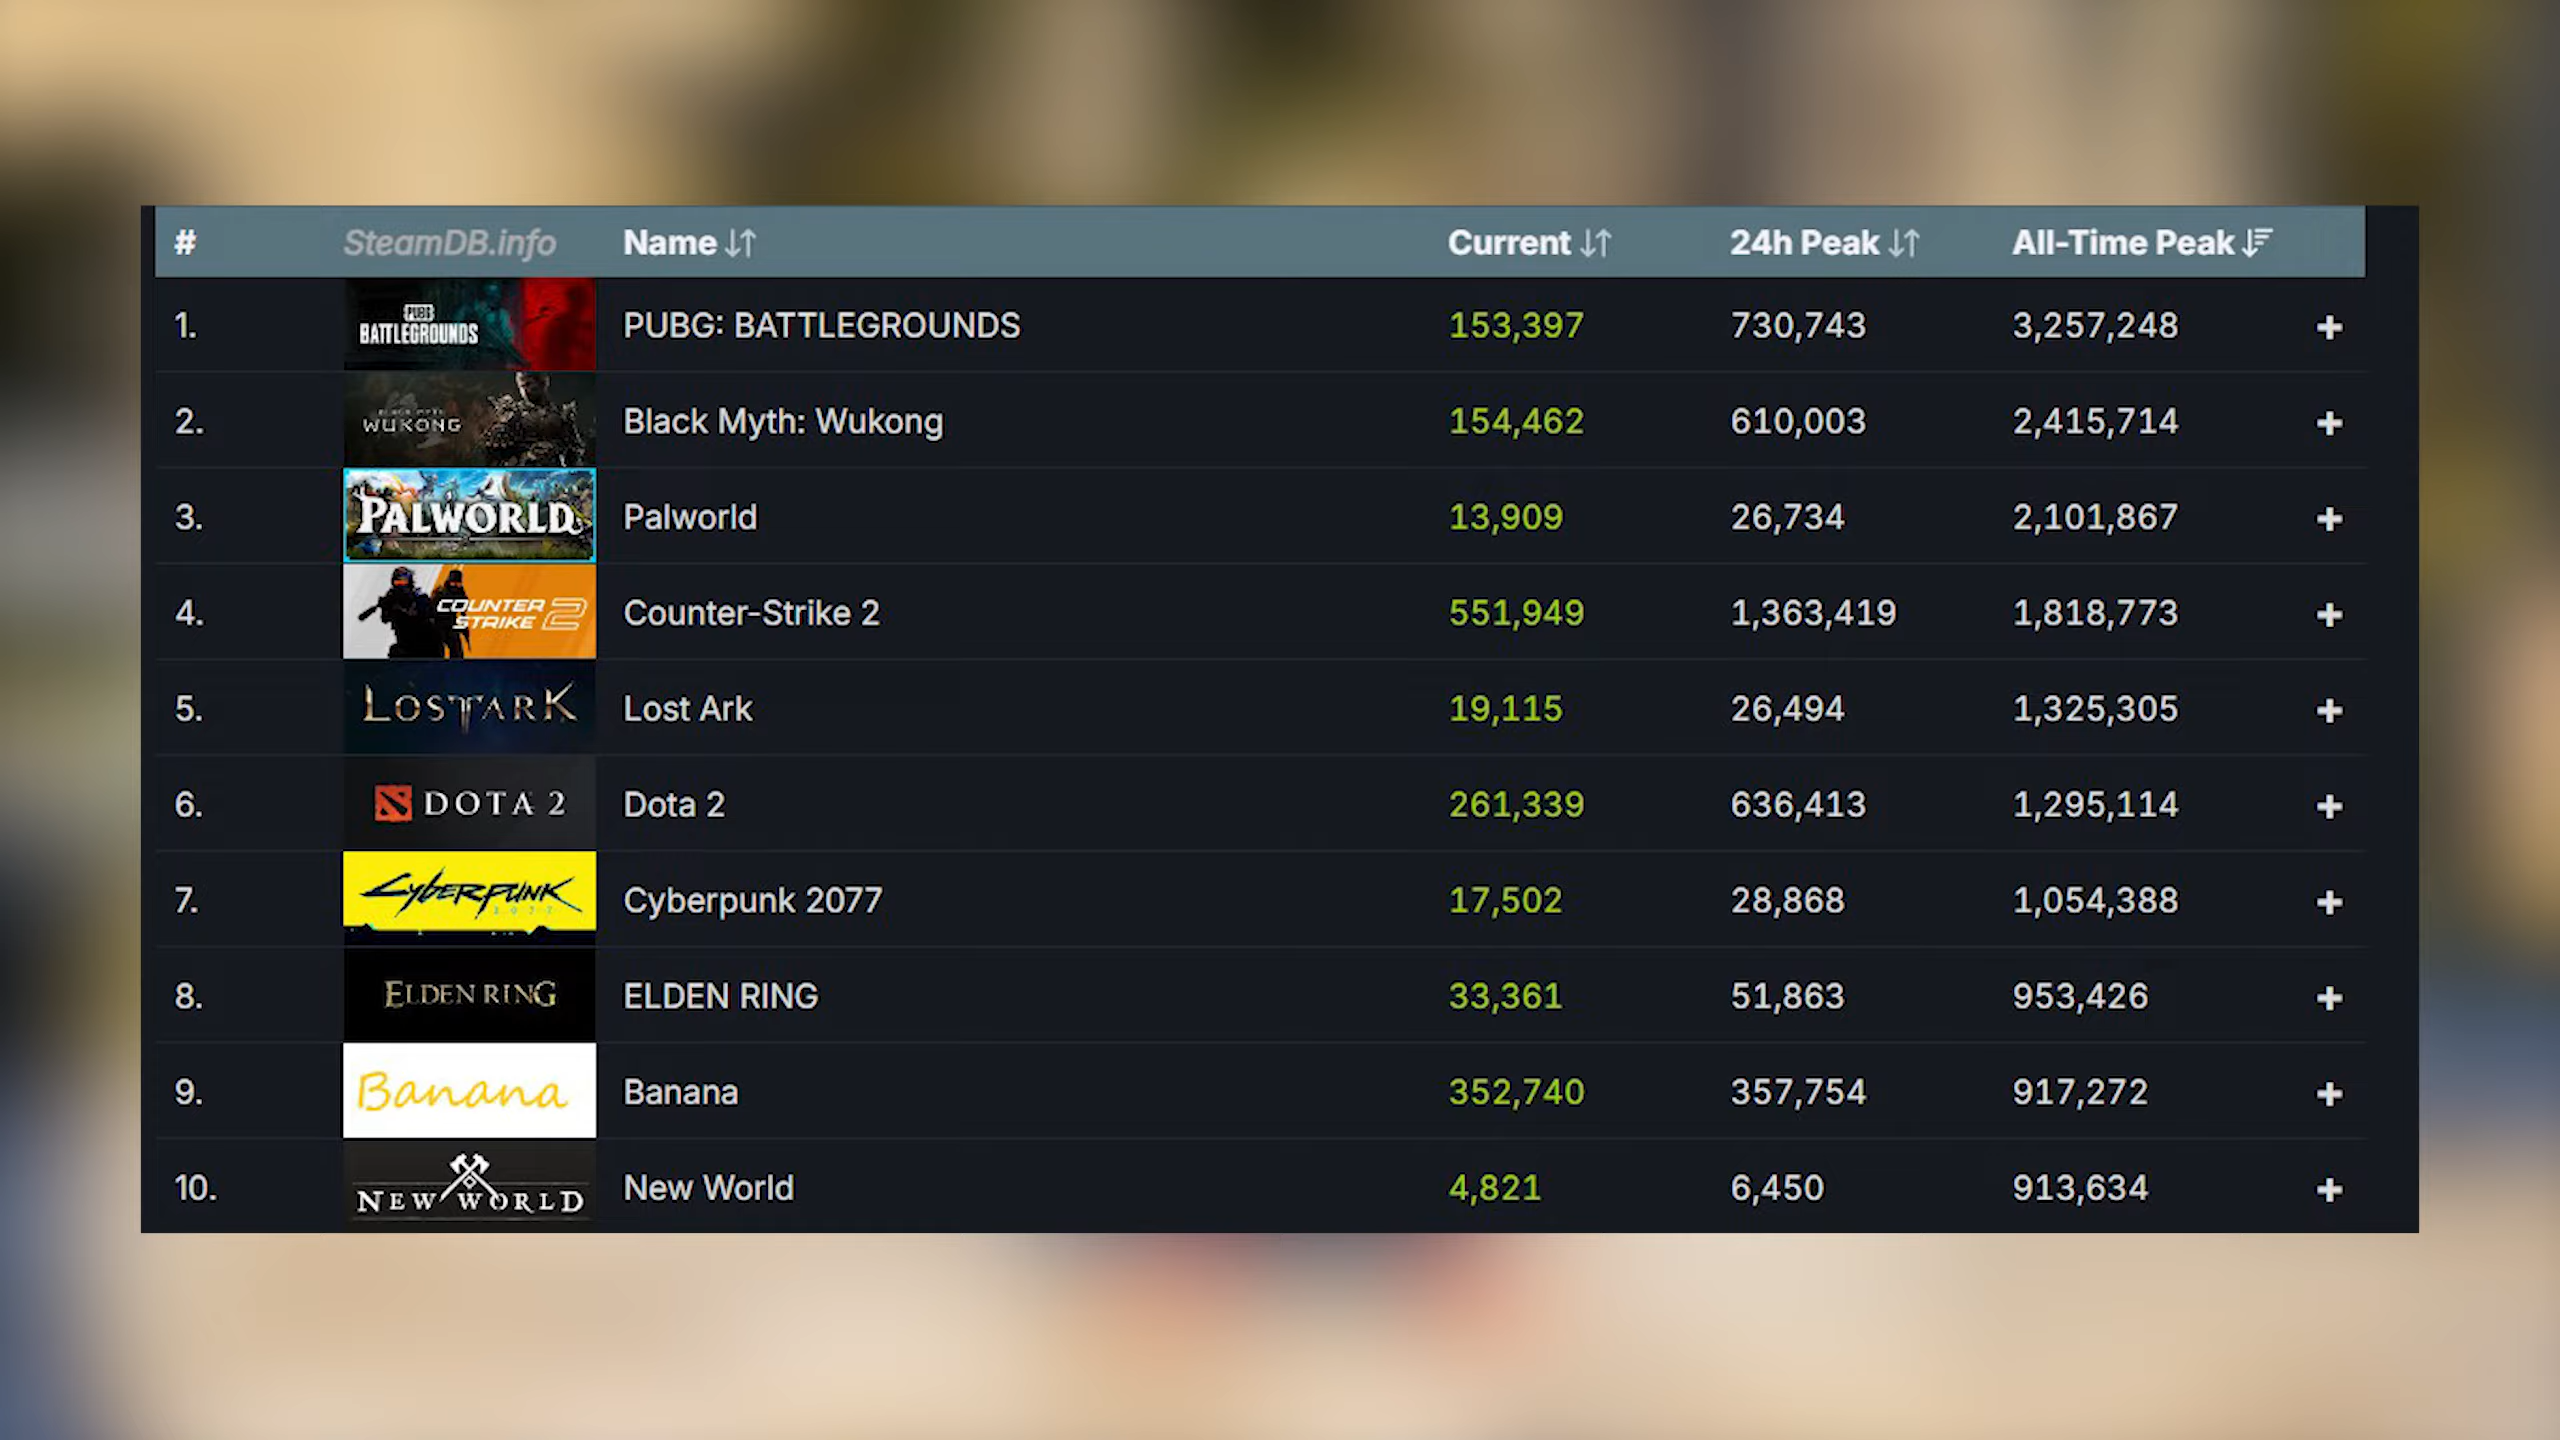 # SteamDB.info Name Current 24h Peak All-Time Peak
1. PUBG BATTLEGROUNDS PUBG: BATTLEGROUNDS 153,397 730,743 3,257,248 +
2. BLACK MYTH WUKONG Black Myth: Wukong 154,462 610,003 2,415,714 +
3. PALWORLD Palworld 13,909 26,734 2,101,867 +
4. COUNTER STRIKE 2 Counter-Strike 2 551,949 1,363,419 1,818,773 +
5. LOST ARK Lost Ark 19,115 26,494 1,325,305 +
6. DOTA 2 Dota 2 261,339 636,413 1,295,114 +
7. CYBERPUNK 2077 Cyberpunk 2077 17,502 28,868 1,054,388 +
8. ELDEN RING ELDEN RING 33,361 51,863 953,426 +
9. Banana Banana 352,740 357,754 917,272 +
10. NEW WORLD New World 4,821 6,450 913,634 +